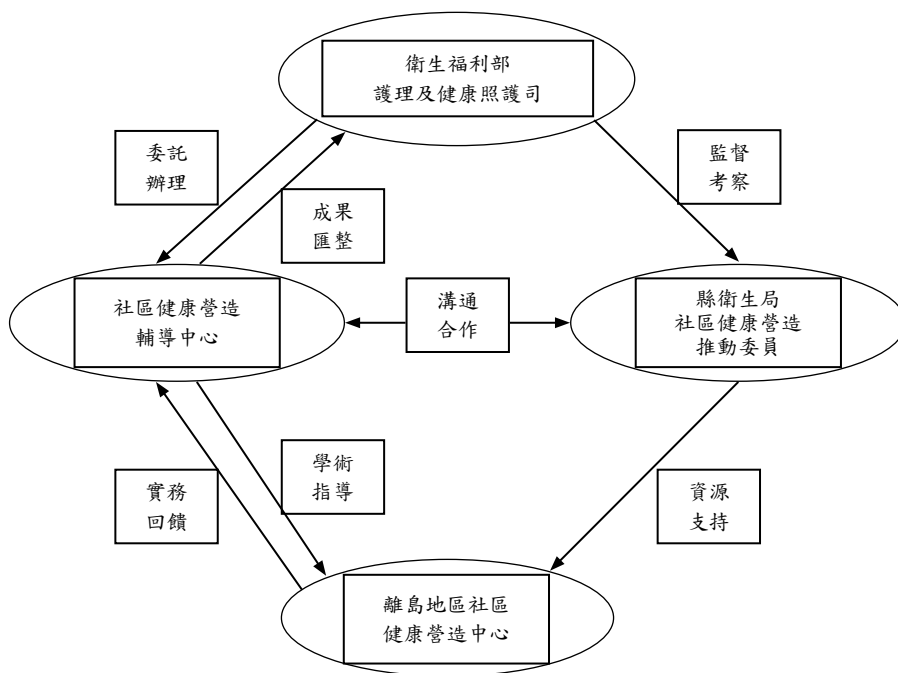 衛生福利部
護理及健康照護司
委託
辦理
監督
考察
成果
匯整
社區健康營造
輔導中心
溝通
合作
縣衛生局
社區健康營造
推動委員
實務
回饋
學術
指導
資源
支持
離島地區社區
健康營造中心